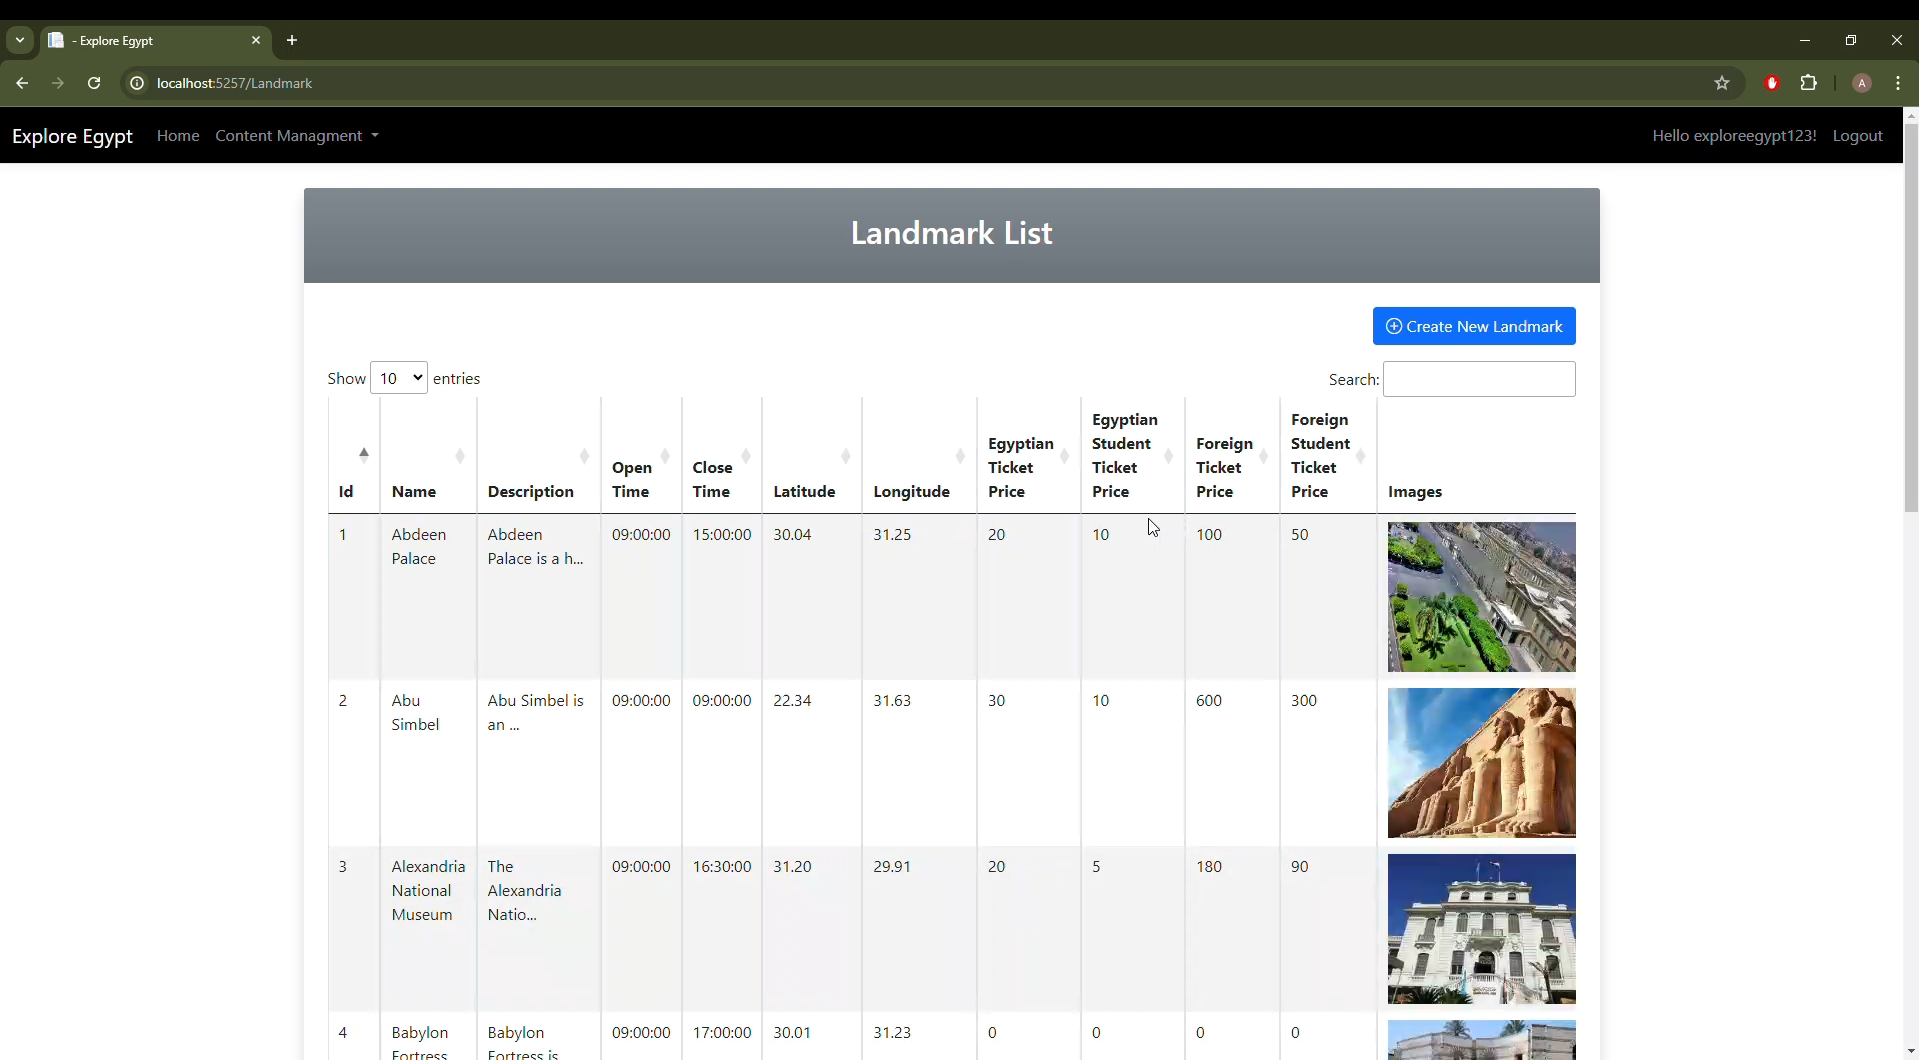 - Explore Egypt
localhost:5257/Landmark
A
Explore Egypt Home Content Managment Hello exploreegypt123! Logout
Landmark List
Create New Landmark
Show 10 entries Search:
Id
Name
Description
Open
Time
Close
Time
Latitude
Longitude
Egyptian
Ticket
Price
Egyptian
Student
Ticket
Price
Foreign
Ticket
Price
Foreign
Student
Ticket
Price
Images
1
Abdeen
Palace
Abdeen
Palace is a h...
09:00:00
15:00:00
30.04
31.25
20
10
100
50
2
Abu
Simbel
Abu Simbel is
an ...
09:00:00
09:00:00
22.34
31.63
30
10
600
300
3
Alexandria
National
Museum
The
Alexandria
Natio...
09:00:00
16:30:00
31.20
29.91
20
5
180
90
4
Babylon
Fortress
Babylon
Fortress is
09:00:00
17:00:00
30.01
31.23
0
0
0
0